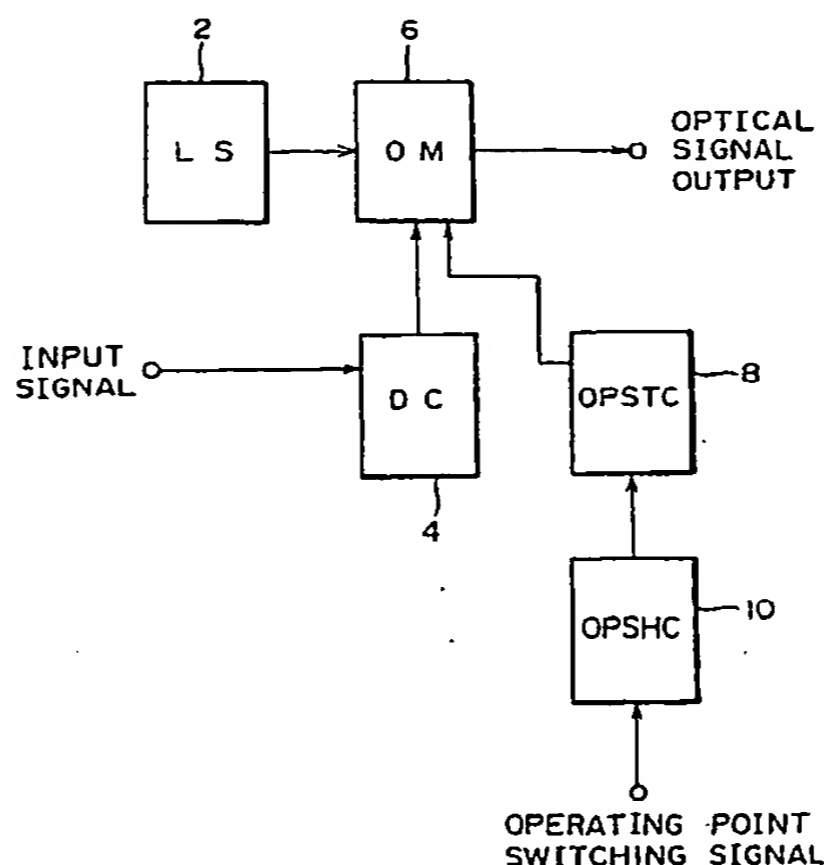 2
6
L S
O M
OPTICAL
SIGNAL
OUTPUT
INPUT
SIGNAL
D C
OPSTC
8
4
OPSHC
10
OPERATING POINT
SWITCHING SIGNAL